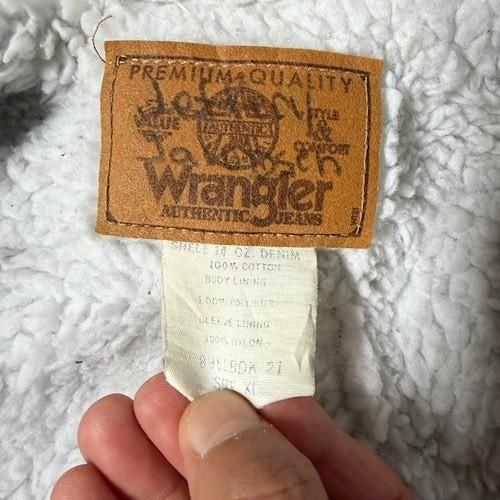 PREMIUM QUALITY
VALUE
STYLE
&
COMFORT
AUTHENTICS
Wrangler
AUTHENTIC JEANS
SHELL 14 OZ. DENIM
100% COTTON
BODY LINING
100% POLYESTER
SLEEVE LINING
100% NYLON
SIZE XL